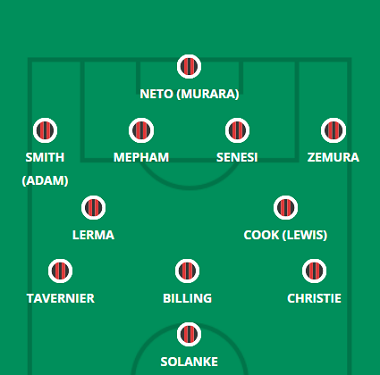 NETO (MURARA)
SMITH MEPHAM SENESI ZEMURA
(ADAM)
LERMA COOK (LEWIS)
TAVERNIER BILLING CHRISTIE
SOLANKE